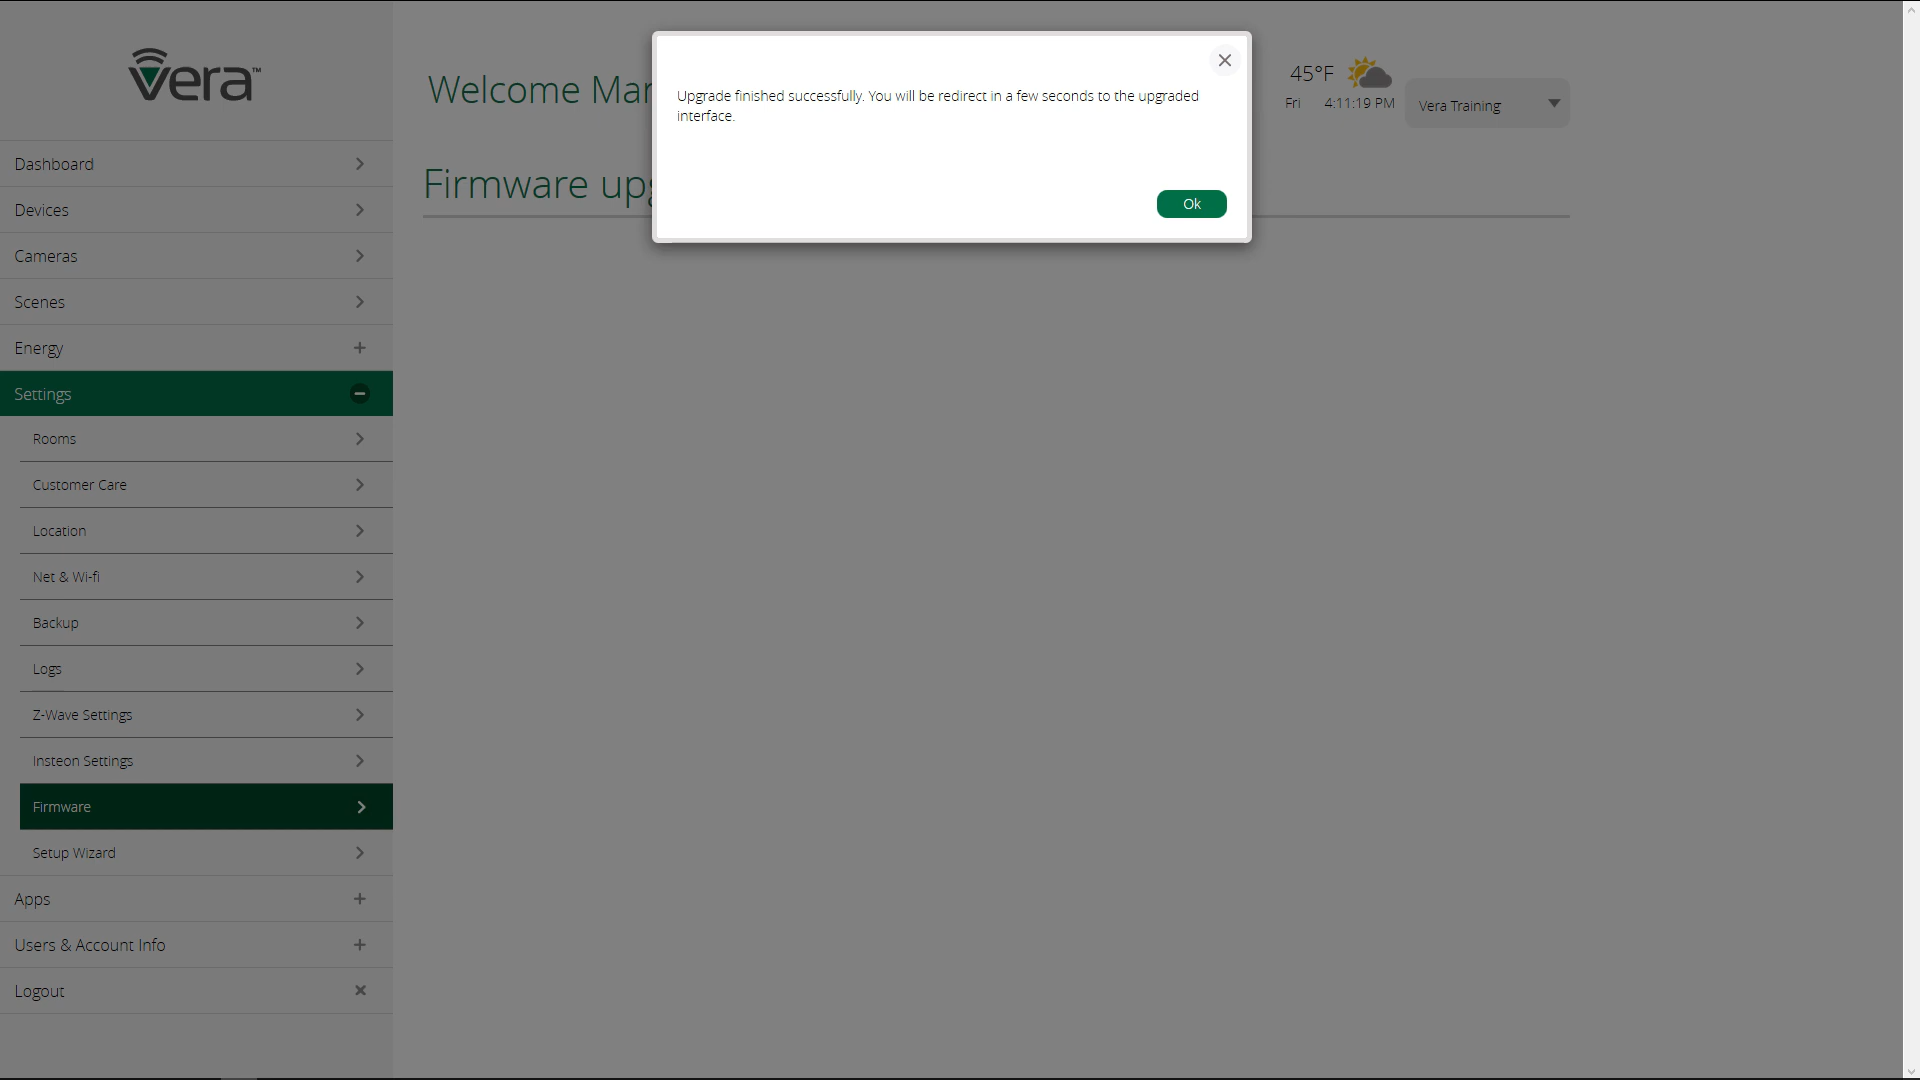 vera™
Welcome Mar
45°F
Fri 4:11:19 PM
Vera Training
Upgrade finished successfully. You will be redirect in a few seconds to the upgraded
interface.
Ok
Firmware upg
Dashboard
Devices
Cameras
Scenes
Energy
Settings
Rooms
Customer Care
Location
Net & Wi-fi
Backup
Logs
Z-Wave Settings
Insteon Settings
Firmware
Setup Wizard
Apps
Users & Account Info
Logout